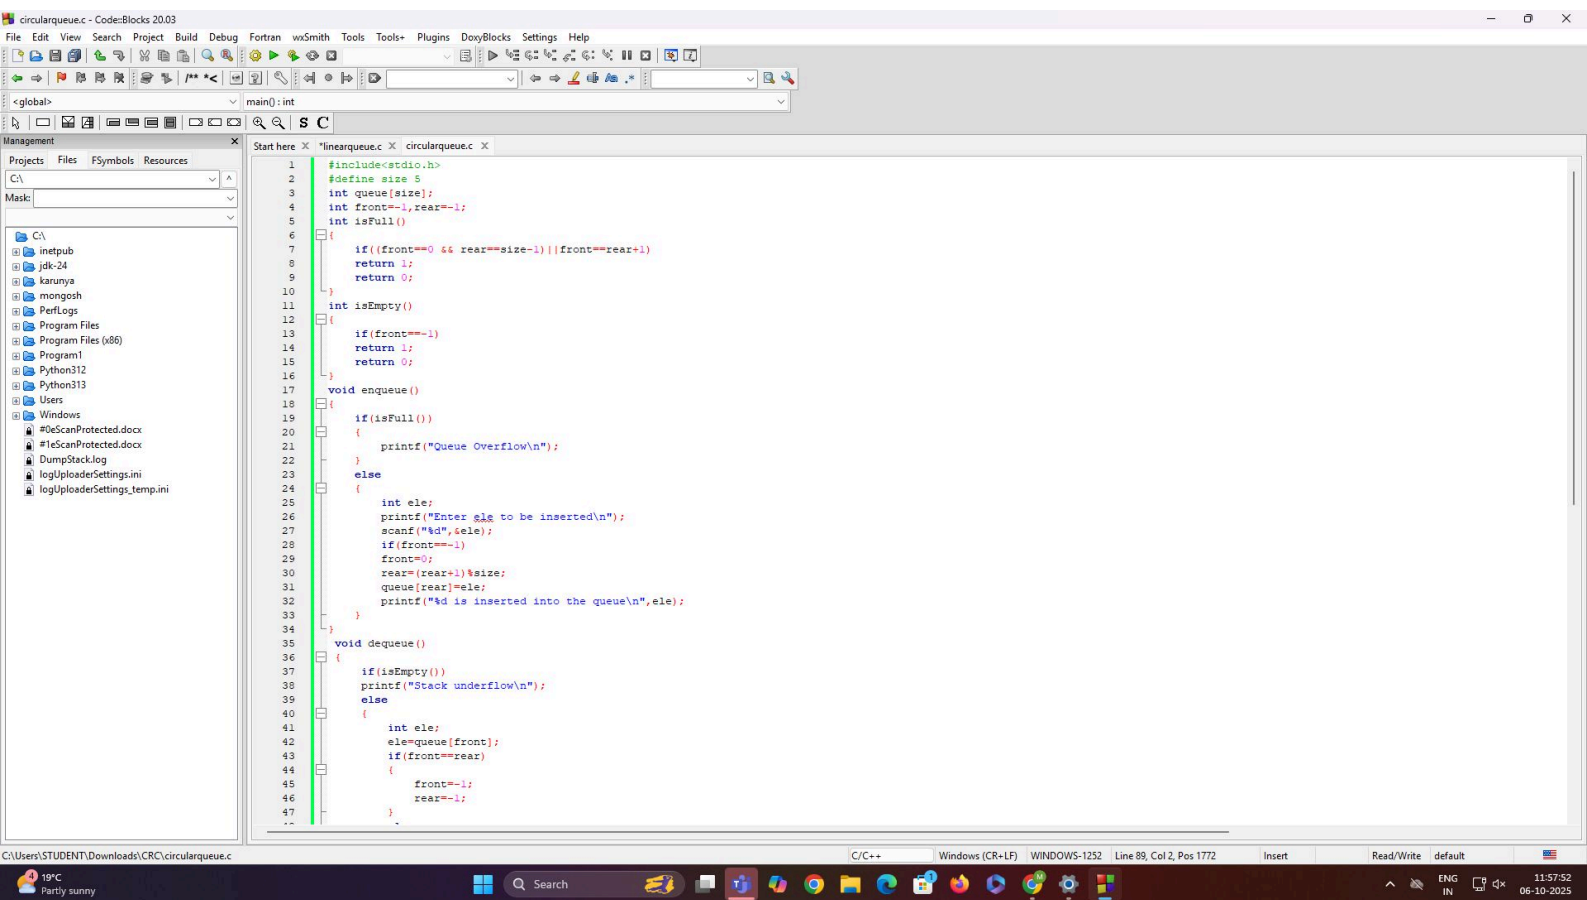 circularqueue.c - Code::Blocks 20.03
File Edit View Search Project Build Debug Fortran wxSmith Tools Tools+ Plugins DoxyBlocks Settings Help
/** *<
<global> main() : int
S C
Management
Start here *linearqueue.c circularqueue.c
Projects Files FSymbols Resources
C:\
Mask:
C:\
inetpub
jdk-24
karunya
mongosh
PerfLogs
Program Files
Program Files (x86)
Program1
Python312
Python313
Users
Windows
#0eScanProtected.docx
#1eScanProtected.docx
DumpStack.log
logUploaderSettings.ini
logUploaderSettings_temp.ini
1 #include<stdio.h>
2 #define size 5
3 int queue[size];
4 int front=-1,rear=-1;
5 int isFull()
6 {
7 if((front==0 && rear==size-1)||front==rear+1)
8 return 1;
9 return 0;
10 }
11 int isEmpty()
12 {
13 if(front==-1)
14 return 1;
15 return 0;
16 }
17 void enqueue()
18 {
19 if(isFull())
20 {
21 printf("Queue Overflow\n");
22 }
23 else
24 {
25 int ele;
26 printf("Enter ele to be inserted\n");
27 scanf("%d",&ele);
28 if(front==-1)
29 front=0;
30 rear=(rear+1)%size;
31 queue[rear]=ele;
32 printf("%d is inserted into the queue\n",ele);
33 }
34 }
35 void dequeue()
36 {
37 if(isEmpty())
38 printf("Stack underflow\n");
39 else
40 {
41 int ele;
42 ele=queue[front];
43 if(front==rear)
44 {
45 front=-1;
46 rear=-1;
47 }
C:\Users\STUDENT\Downloads\CRC\circularqueue.c C/C++ Windows (CR+LF) WINDOWS-1252 Line 89, Col 2, Pos 1772 Insert Read/Write default
4 19°C
Partly sunny
Search
1
ENG
IN
11:57:52
06-10-2025